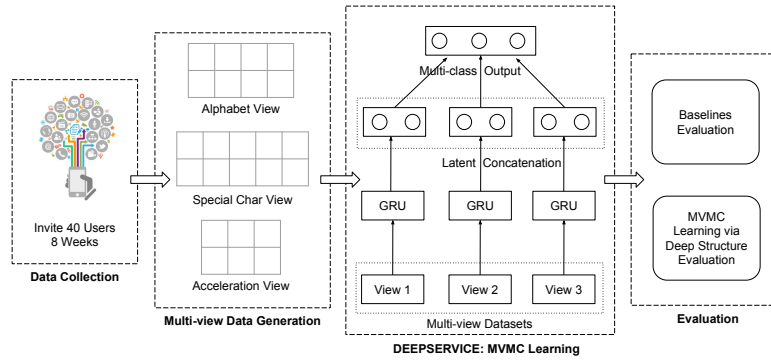 Invite 40 Users
8 Weeks
Data Collection
Alphabet View
Special Char View
Acceleration View
Multi-view Data Generation
Multi-class Output
Latent Concatenation
GRU
GRU
GRU
View 1
View 2
View 3
Multi-view Datasets
DEEPSERVICE: MVMC Learning
Baselines
Evaluation
MVMC
Learning via
Deep Structure
Evaluation
Evaluation